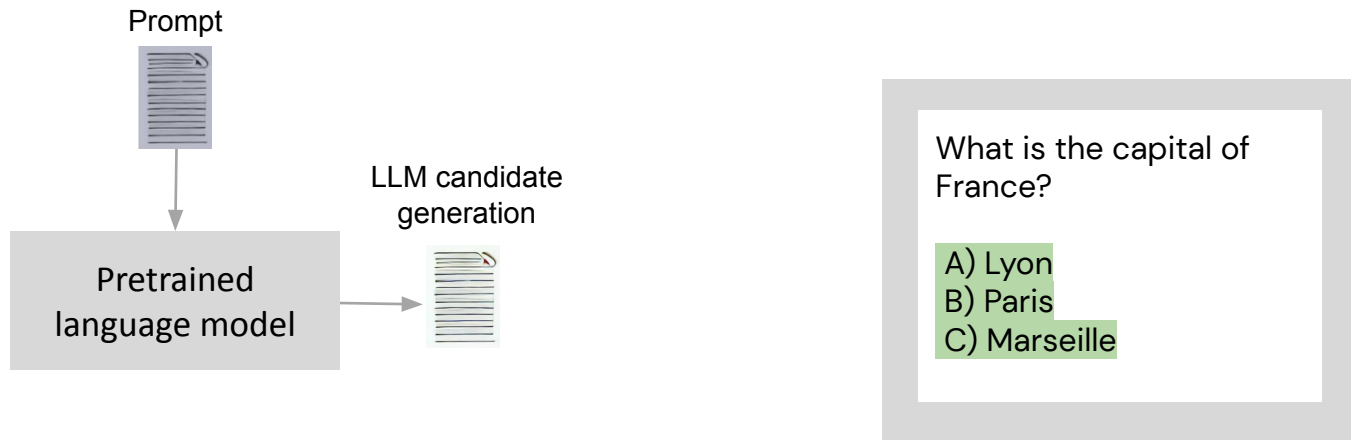 Prompt
LLM candidate
generation
Pretrained
language model
What is the capital of
France?
A) Lyon
B) Paris
C) Marseille